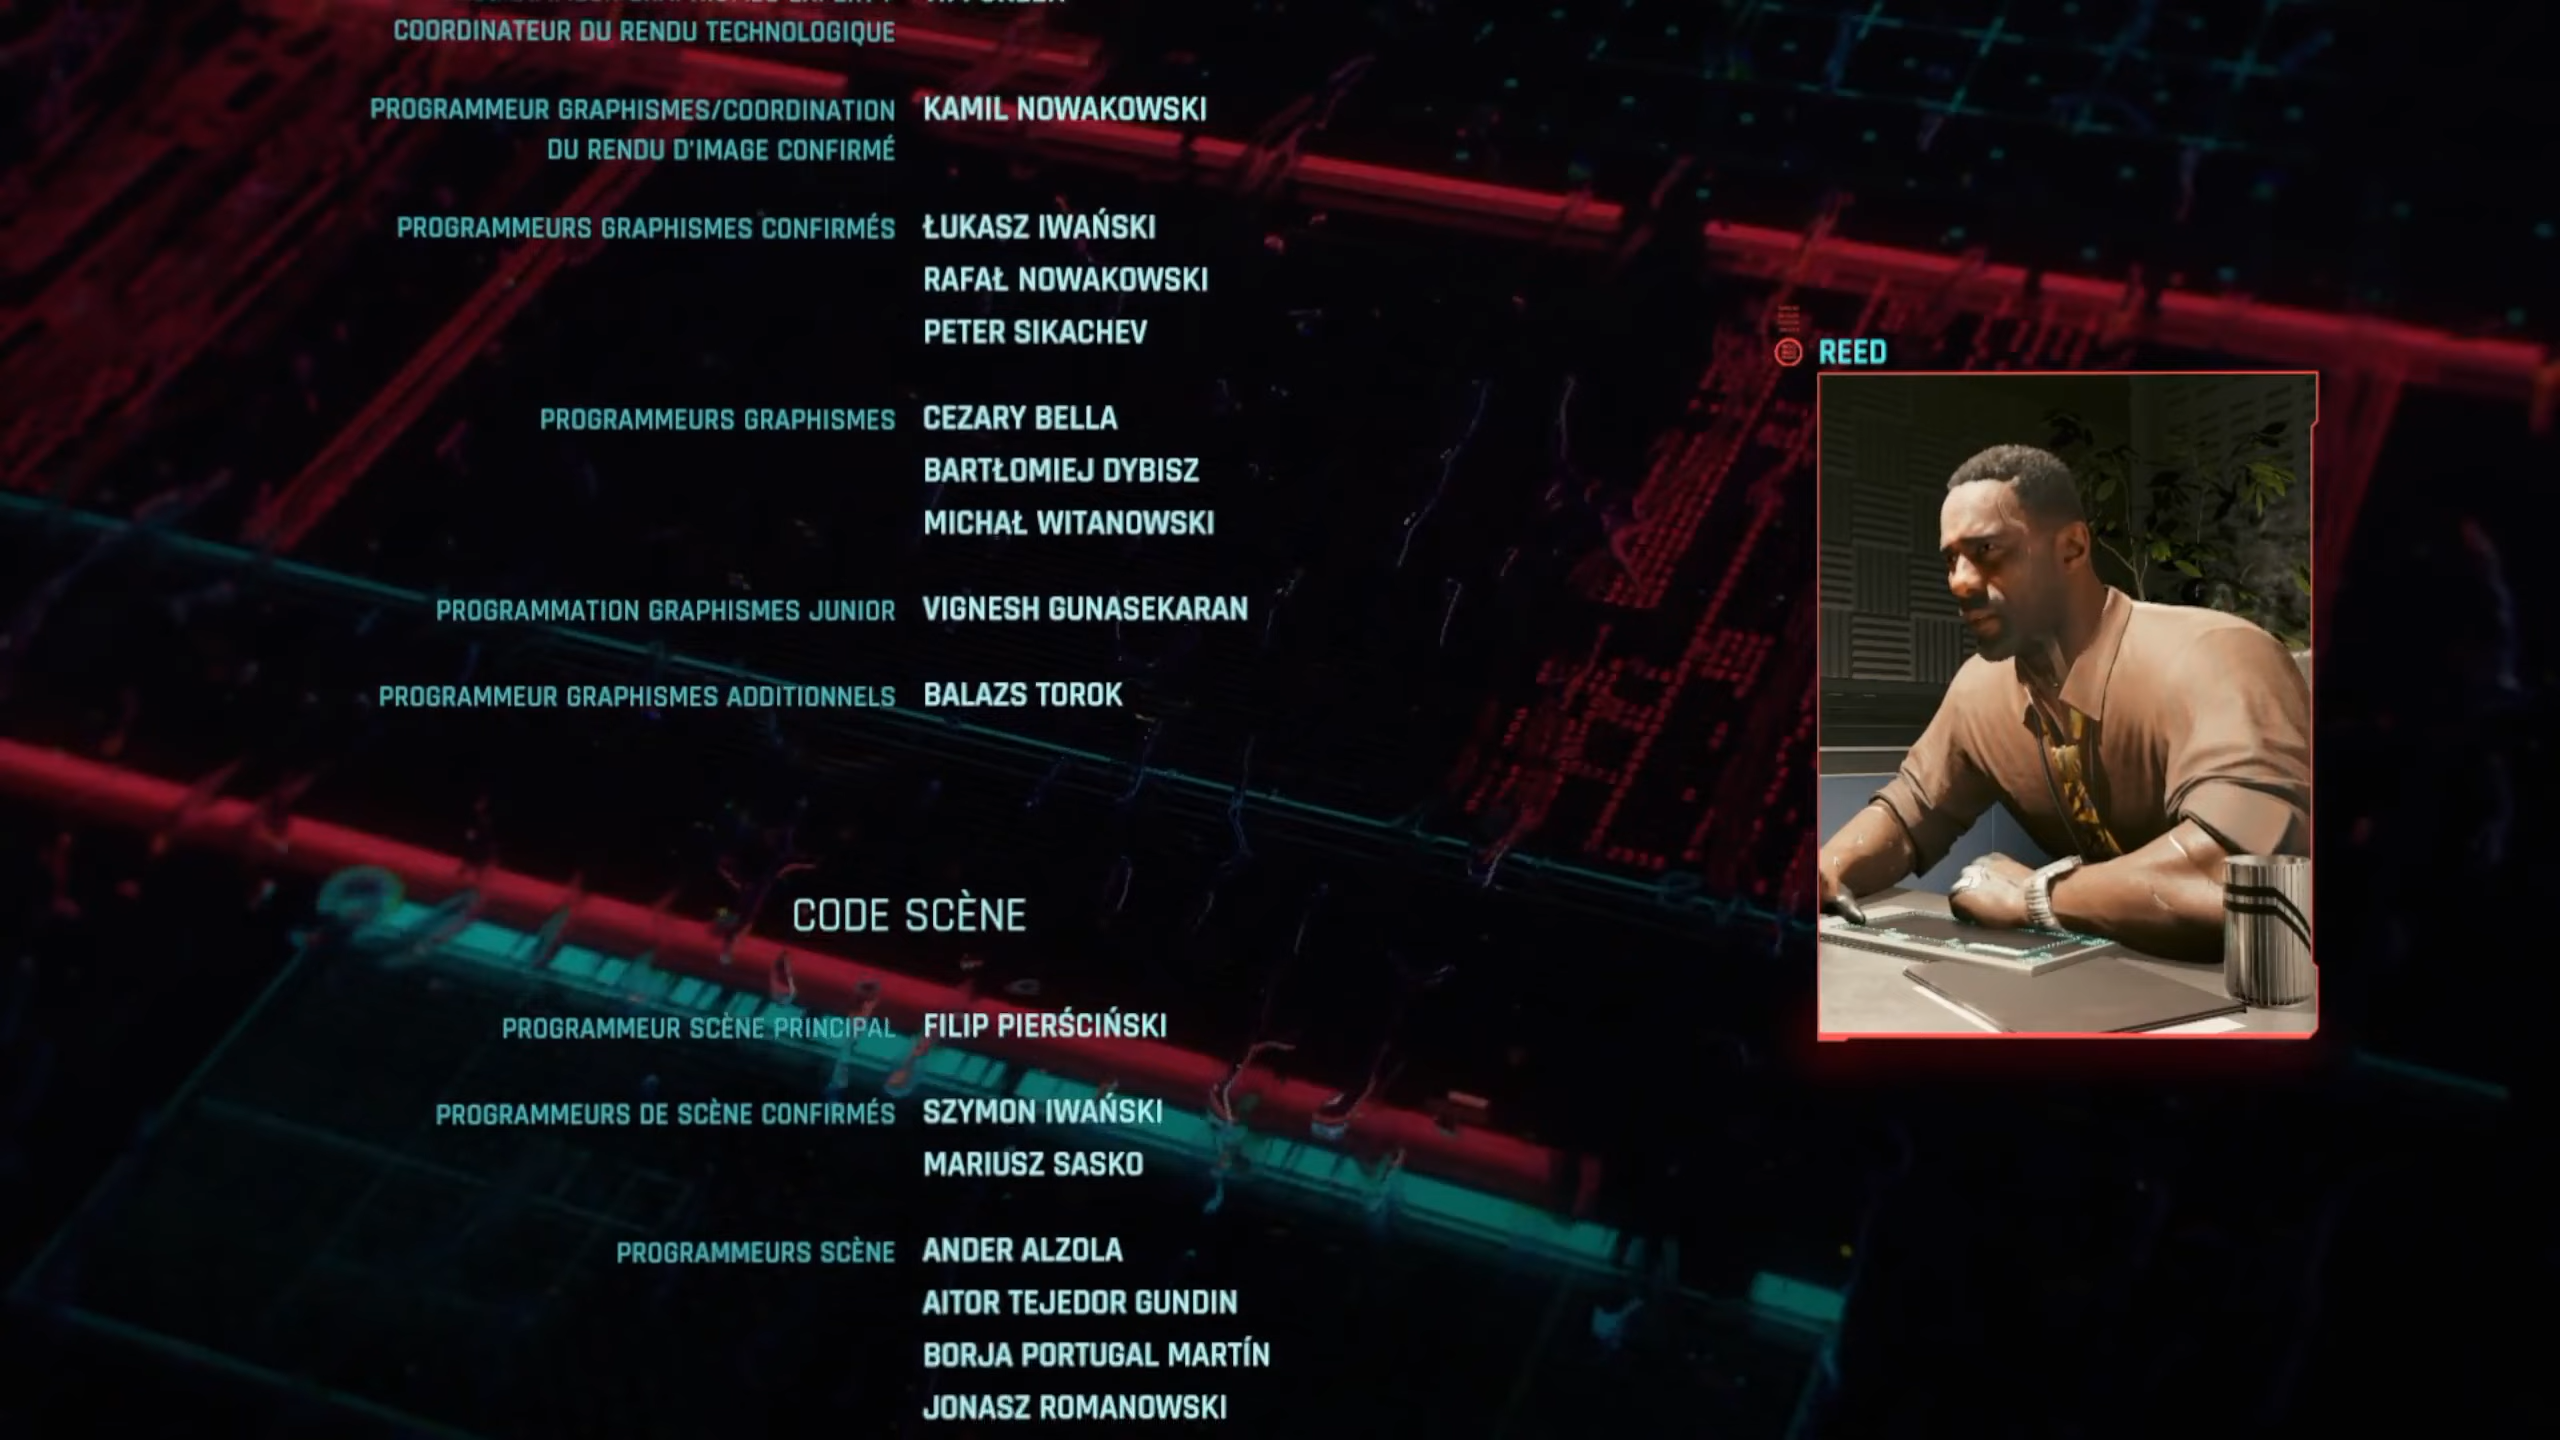 COORDINATEUR DU RENDU TECHNOLOGIQUE
PROGRAMMEUR GRAPHISMES/COORDINATION KAMIL NOWAKOWSKI
DU RENDU D'IMAGE CONFIRMÉ
PROGRAMMEURS GRAPHISMES CONFIRMÉS ŁUKASZ IWAŃSKI
RAFAŁ NOWAKOWSKI
PETER SIKACHEV
PROGRAMMEURS GRAPHISMES CEZARY BELLA
BARTŁOMIEJ DYBISZ
MICHAŁ WITANOWSKI
PROGRAMMATION GRAPHISMES JUNIOR VIGNESH GUNASEKARAN
PROGRAMMEUR GRAPHISMES ADDITIONNELS BALAZS TOROK
CODE SCÈNE
PROGRAMMEUR SCÈNE PRINCIPAL FILIP PIERŚCIŃSKI
PROGRAMMEURS DE SCÈNE CONFIRMÉS SZYMON IWAŃSKI
MARIUSZ SASKO
PROGRAMMEURS SCÈNE ANDER ALZOLA
AITOR TEJEDOR GUNDIN
BORJA PORTUGAL MARTÍN
JONASZ ROMANOWSKI
REED